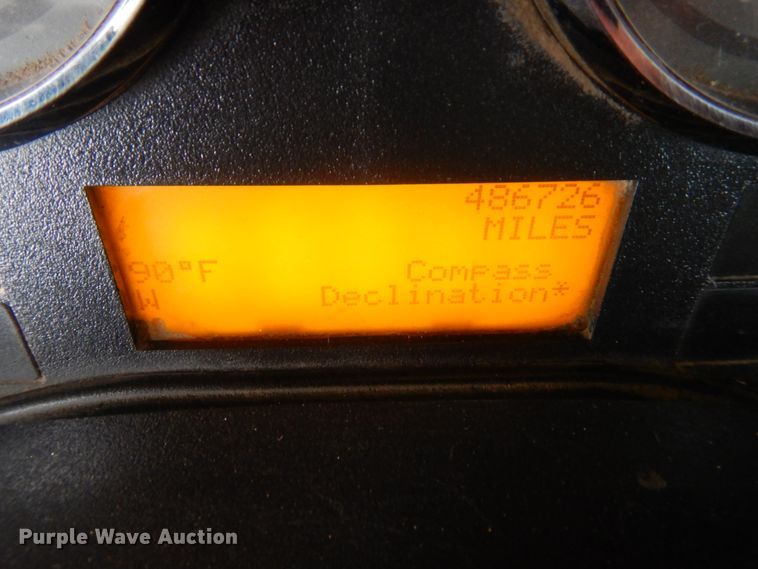 486726
MILES
90°F
Compass
W
Declination*
Purple Wave Auction